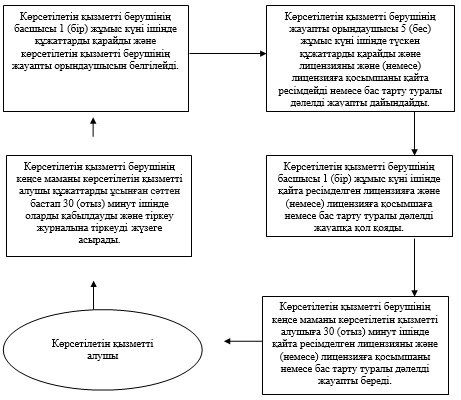 Көрсетілетін қызметті берушінің
басшысы 1 (бір) жұмыс күні ішінде
құжаттарды қарайды және
көрсетілетін қызметті берушінің
жауапты орындаушысын белгілейді.
Көрсетілетін қызметті берушінің
жауапты орындаушысы 5 (бес)
жұмыс күні ішінде түскен
құжаттарды қарайды және
лицензияны және (немесе)
лицензияға қосымшаны қайта
ресімдейді немесе бас тарту туралы
дәлелді жауапты дайындайды.
Көрсетілетін қызметті берушінің
кеңсе маманы көрсетілетін қызметті
алушы құжаттарды ұсынған сәттен
бастап 30 (отыз) минут ішінде
оларды қабылдауды және тіркеу
журналына тіркеуді жүзеге
асырады.
Көрсетілетін қызметті берушінің
басшысы 1 (бір) жұмыс күні ішінде
қайта ресімделген лицензияға және
(немесе) лицензияға қосымшаға
немесе бас тарту туралы дәлелді
жауапқа қол қояды.
Көрсетілетін қызметті
алушы
Көрсетілетін қызметті берушінің
кеңсе маманы көрсетілетін қызметті
алушыға 30 (отыз) минут ішінде
қайта ресімделген лицензияны және
(немесе) лицензияға қосымшаны
немесе бас тарту туралы дәлелді
жауапты береді.